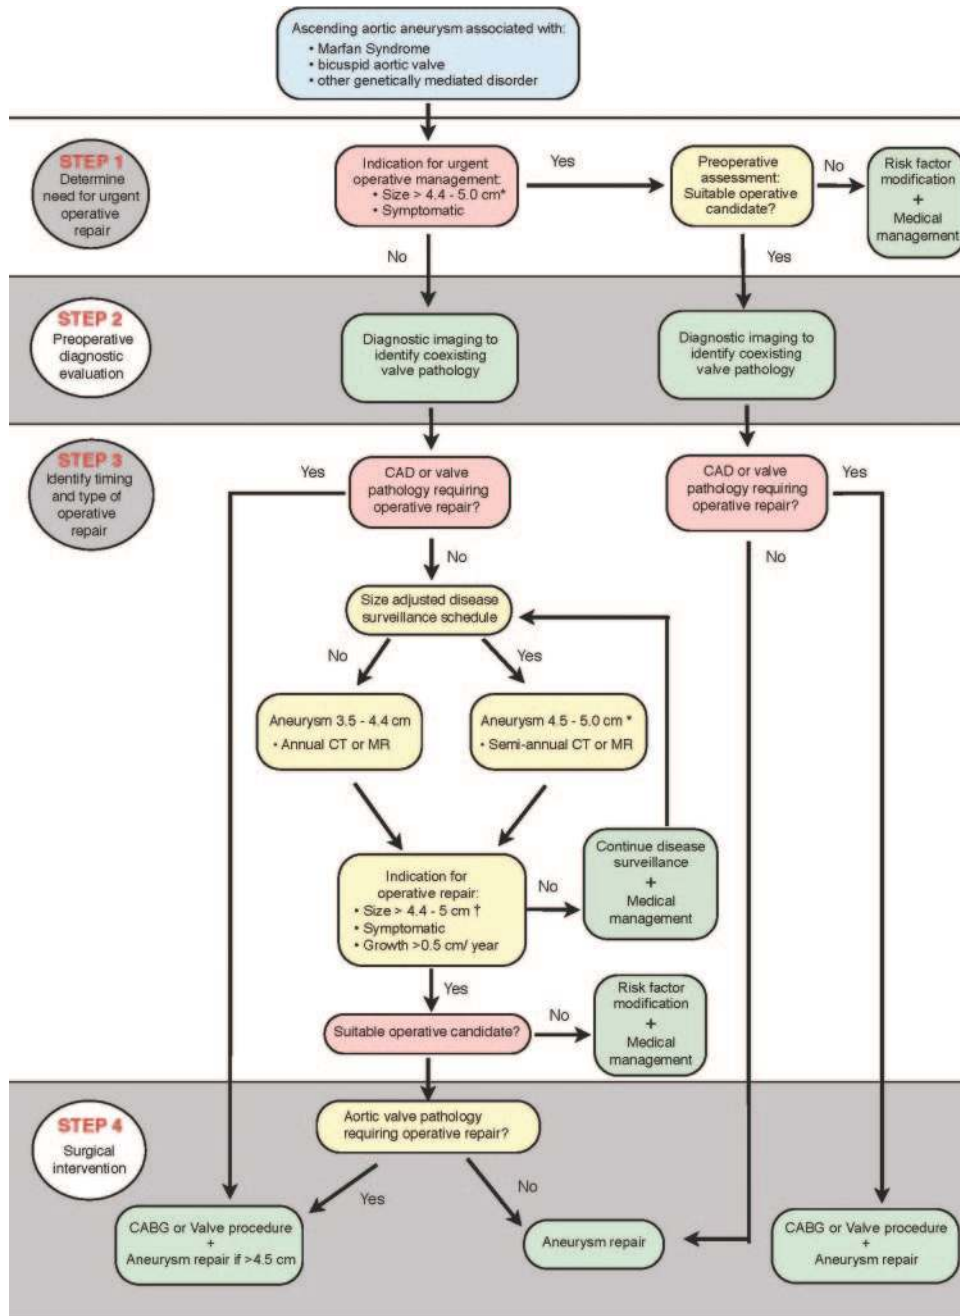 Ascending aortic aneurysm associated with:
• Marfan Syndrome
• bicuspid aortic valve
• other genetically mediated disorder
STEP 1
Determine
need for urgent
operative
repair
Indication for urgent
operative management:
• Size > 4.4 - 5.0 cm*
• Symptomatic
Yes
Preoperative
assessment:
Suitable operative
candidate?
No
Risk factor
modification
+
Medical
management
No
Yes
STEP 2
Preoperative
diagnostic
evaluation
Diagnostic imaging to
identify coexisting
valve pathology
Diagnostic imaging to
identify coexisting
valve pathology
STEP 3
Identify timing
and type of
operative
repair
Yes
CAD or valve
pathology requiring
operative repair?
CAD or valve
pathology requiring
operative repair?
Yes
No
No
Size adjusted disease
surveillance schedule
No
Yes
Aneurysm 3.5 - 4.4 cm
• Annual CT or MR
Aneurysm 4.5 - 5.0 cm *
• Semi-annual CT or MR
Indication for
operative repair:
• Size > 4.4 - 5 cm †
• Symptomatic
• Growth >0.5 cm/ year
No
Continue disease
surveillance
+
Medical
management
Yes
Suitable operative candidate?
No
Risk factor
modification
+
Medical
management
STEP 4
Surgical
intervention
Aortic valve pathology
requiring operative repair?
Yes
No
CABG or Valve procedure
+
Aneurysm repair if >4.5 cm
Aneurysm repair
CABG or Valve procedure
+
Aneurysm repair